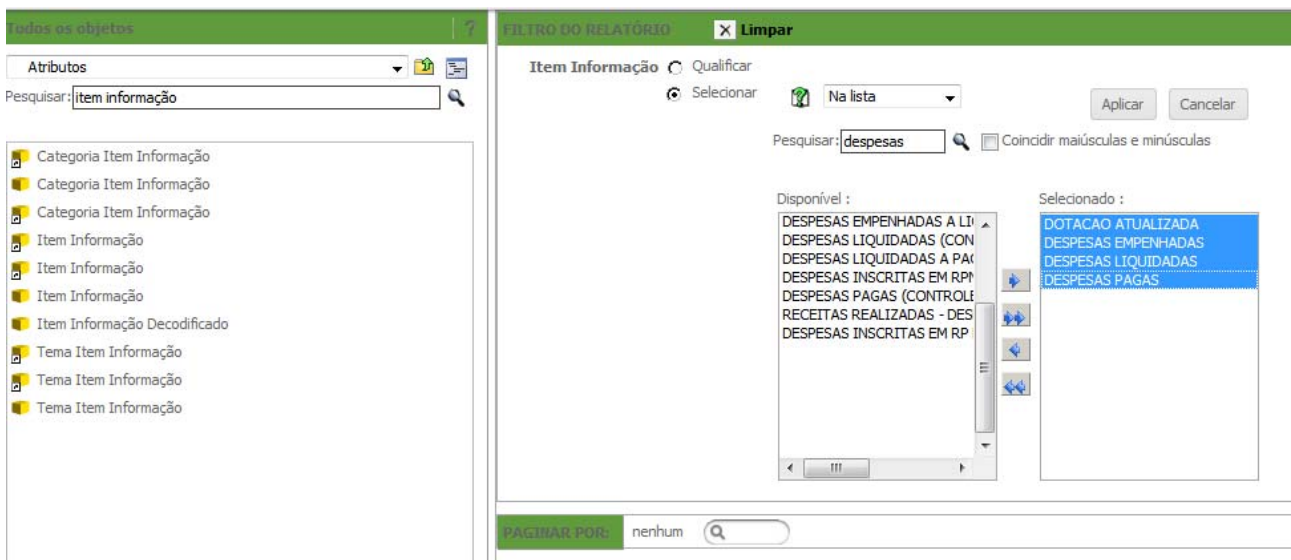 Todos os objetos
?
Atributos
Pesquisar: item informação
Categoria Item Informação
Categoria Item Informação
Categoria Item Informação
Item Informação
Item Informação
Item Informação
Item Informação Decodificado
Tema Item Informação
Tema Item Informação
Tema Item Informação
FILTRO DO RELATÓRIO
Limpar
Item Informação
Qualificar
Selecionar
Na lista
Aplicar
Cancelar
Pesquisar: despesas
Coincidir maiúsculas e minúsculas
Disponível :
DESPESAS EMPENHADAS A LI
DESPESAS LIQUIDADAS (CON
DESPESAS LIQUIDADAS A PA
DESPESAS INSCRITAS EM RP
DESPESAS PAGAS (CONTROLE
RECEITAS REALIZADAS - DES
DESPESAS INSCRITAS EM RP
Selecionado :
DOTACAO ATUALIZADA
DESPESAS EMPENHADAS
DESPESAS LIQUIDADAS
DESPESAS PAGAS
PAGINAR POR:
nenhum